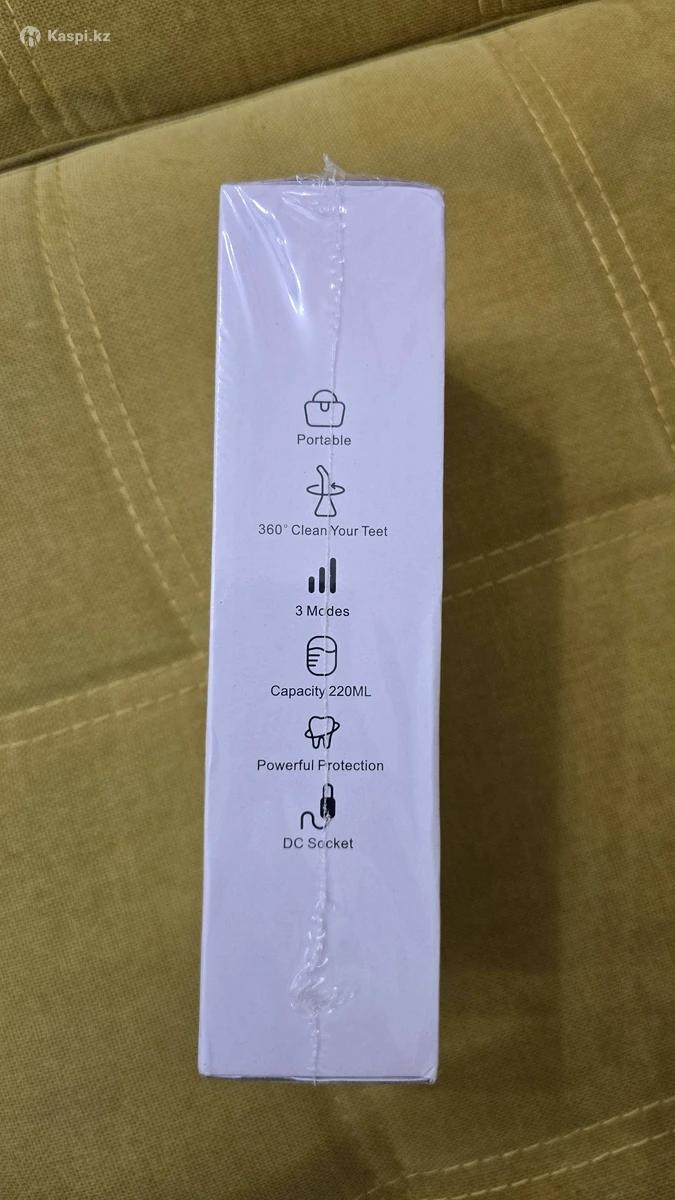 Kaspi.kz
Portable
360° Clean Your Teet
3 Modes
Capacity 220ML
Powerful Protection
DC Socket